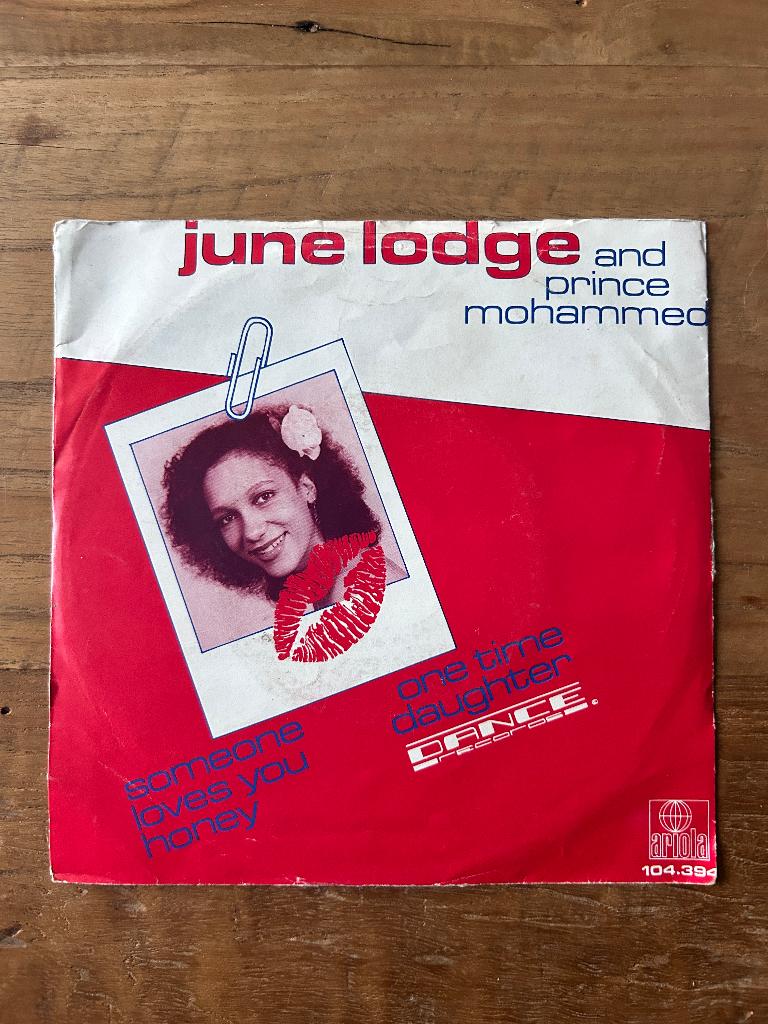 june lodge and
prince
mohammed
one time
daughter
DANCE
records
someone
loves you
honey
ariola
104.394